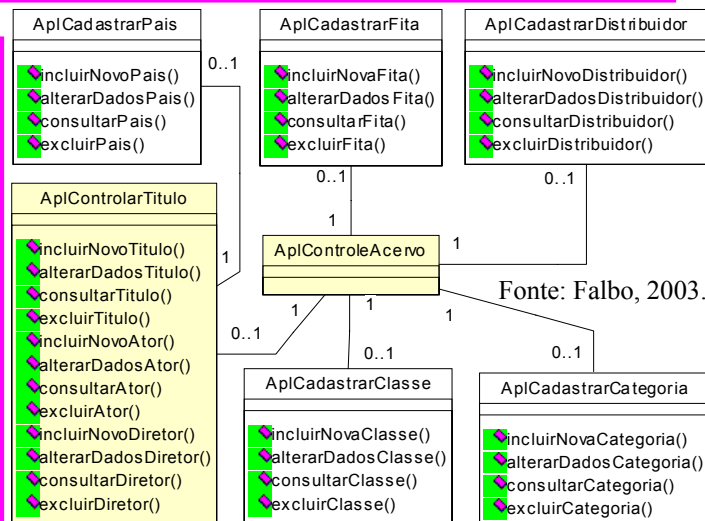 AplCadastrarPais
incluirNovoPais()
alterarDadosPais()
consultarPais()
excluirPais()
0..1
AplCadastrarFita
incluirNovaFita()
alterarDadosFita()
consultarFita()
excluirFita()
0..1
AplCadastrarDistribuidor
incluirNovoDistribuidor()
alterarDadosDistribuidor()
consultarDistribuidor()
excluirDistribuidor()
0..1
AplControlarTitulo
incluirNovoTitulo()
alterarDadosTitulo()
consultarTitulo()
excluirTitulo()
incluirNovoAtor()
alterarDadosAtor()
consultarAtor()
excluirAtor()
incluirNovoDiretor()
alterarDadosDiretor()
consultarDiretor()
excluirDiretor()
1
0..1
1
AplControleAcervo
1
1
1
1
Fonte: Falbo, 2003.
0..1
AplCadastrarClasse
incluirNovaClasse()
alterarDadosClasse()
consultarClasse()
excluirClasse()
0..1
AplCadastrarCategoria
incluirNovaCategoria()
alterarDadosCategoria()
consultarCategoria()
excluirCategoria()